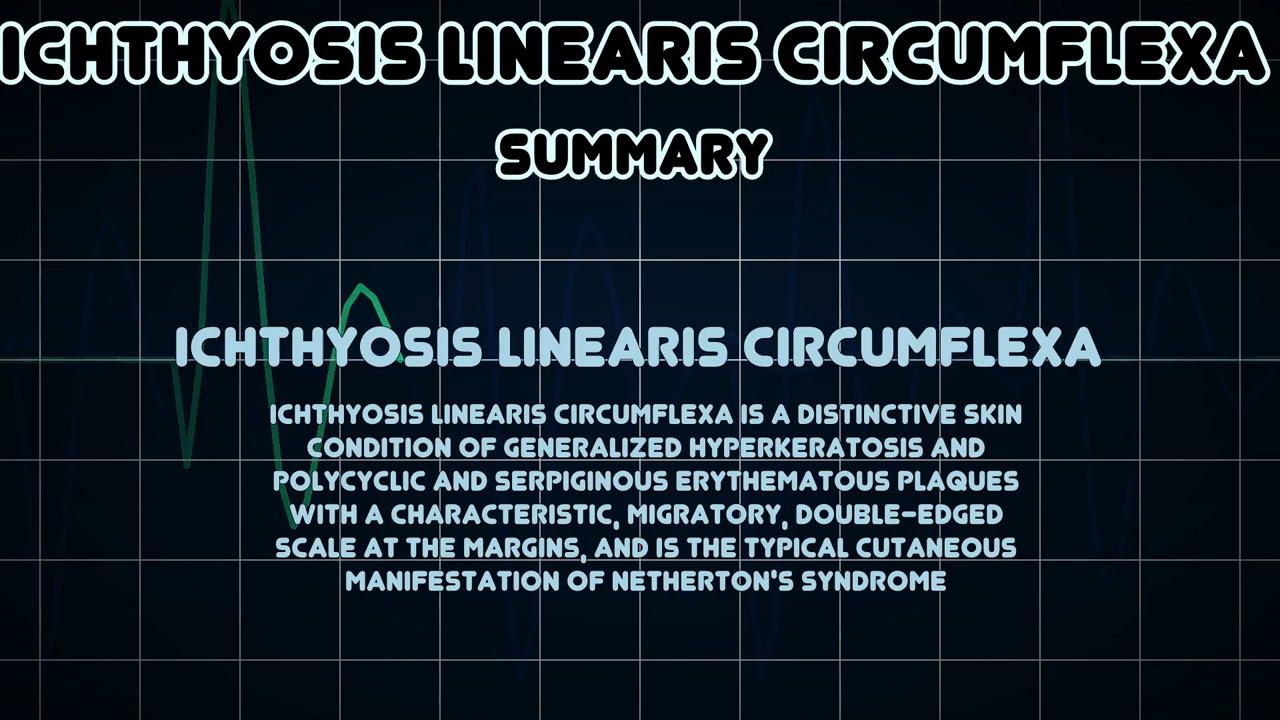 ICHTHYOSIS LINEARIS CIRCUMFLEXA
SUMMARY
ICHTHYOSIS LINEARIS CIRCUMFLEXA
ICHTHYOSIS LINEARIS CIRCUMFLEXA IS A DISTINCTIVE SKIN
CONDITION OF GENERALIZED HYPERKERATOSIS AND
POLYCYCLIC AND SERPIGINOUS ERYTHEMATOUS PLAQUES
WITH A CHARACTERISTIC, MIGRATORY, DOUBLE-EDGED
SCALE AT THE MARGINS, AND IS THE TYPICAL CUTANEOUS
MANIFESTATION OF NETHERTON'S SYNDROME